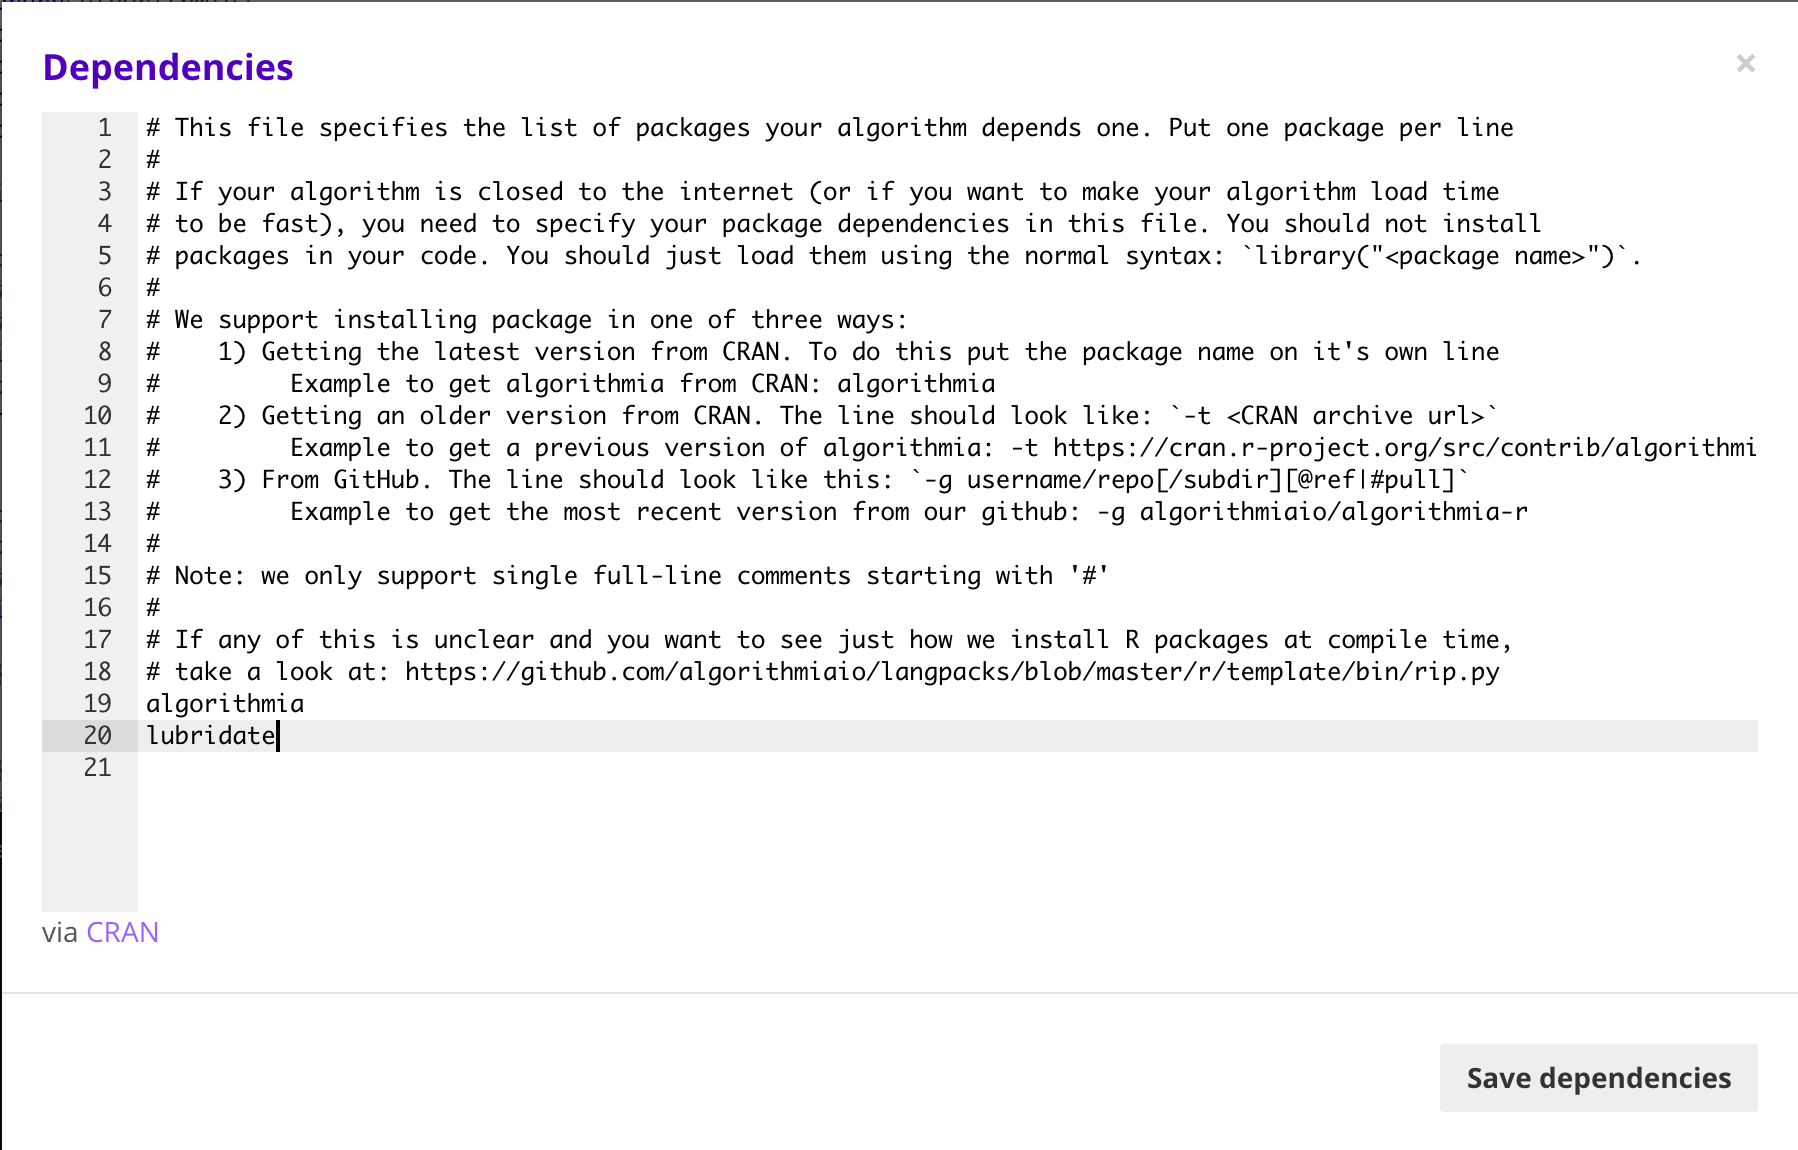 Dependencies
×
1 # This file specifies the list of packages your algorithm depends one. Put one package per line
2 #
3 # If your algorithm is closed to the internet (or if you want to make your algorithm load time
4 # to be fast), you need to specify your package dependencies in this file. You should not install
5 # packages in your code. You should just load them using the normal syntax: `library("<package name>")`.
6 #
7 # We support installing package in one of three ways:
8 #    1) Getting the latest version from CRAN. To do this put the package name on it's own line
9 #         Example to get algorithmia from CRAN: algorithmia
10 #    2) Getting an older version from CRAN. The line should look like: `-t <CRAN archive url>`
11 #         Example to get a previous version of algorithmia: -t https://cran.r-project.org/src/contrib/algorithmi
12 #    3) From GitHub. The line should look like this: `-g username/repo[/subdir][@ref|#pull]`
13 #         Example to get the most recent version from our github: -g algorithmiaio/algorithmia-r
14 #
15 # Note: we only support single full-line comments starting with '#'
16 #
17 # If any of this is unclear and you want to see just how we install R packages at compile time,
18 # take a look at: https://github.com/algorithmiaio/langpacks/blob/master/r/template/bin/rip.py
19 algorithmia
20 lubridate
21
via CRAN
Save dependencies